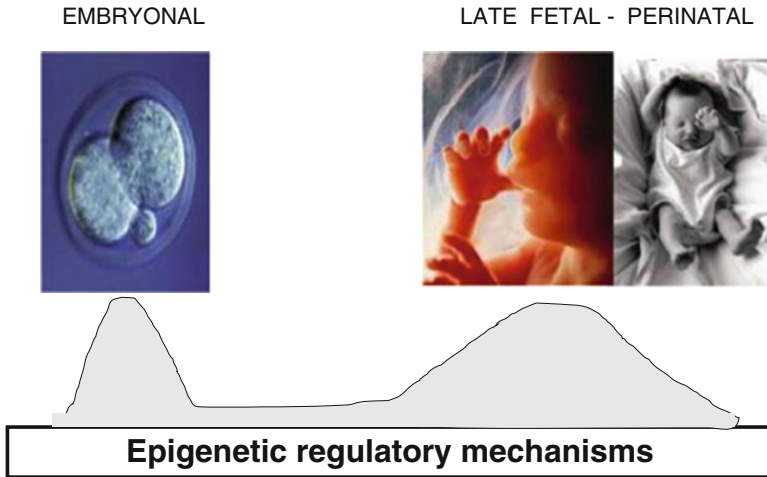 EMBRYONAL
LATE FETAL - PERINATAL
Epigenetic regulatory mechanisms